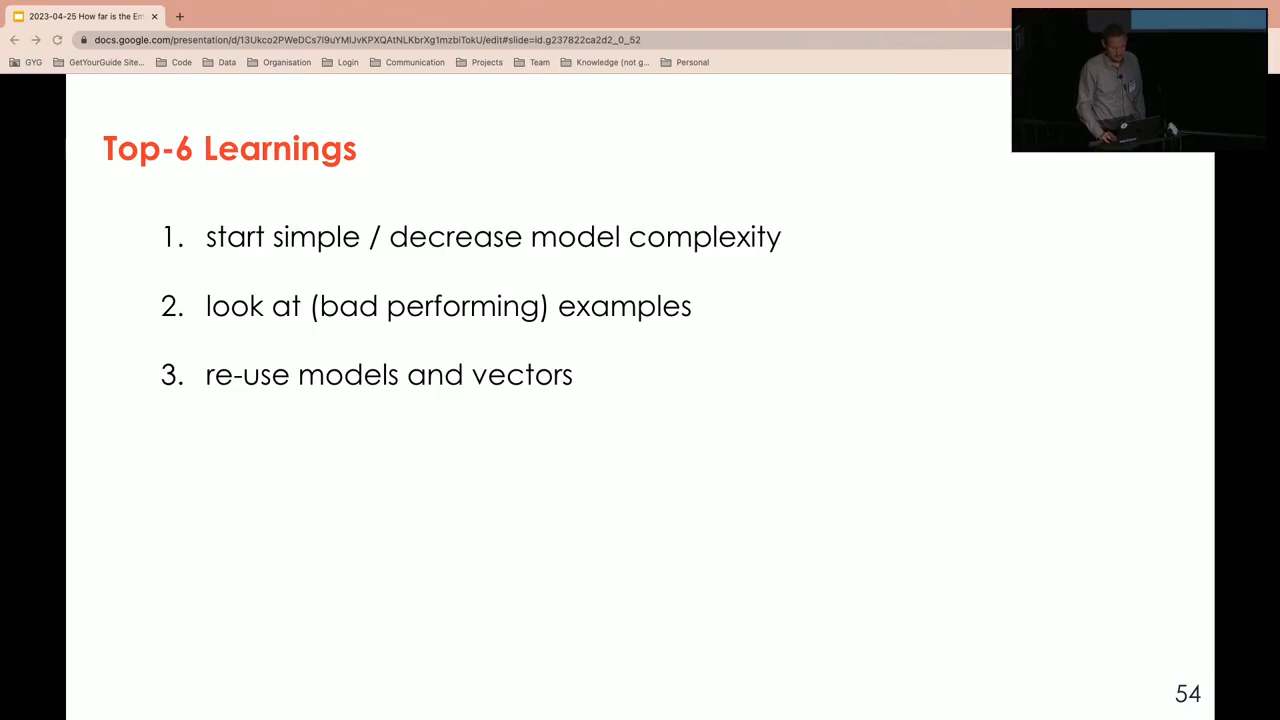 2023-04-25 How far is the Em
docs.google.com/presentation/d/13Ukco2PWeDCs7l9uYMlJvKPXQAtNLKbrXg1mzblTokU/edit#slide=id.g237822ca2d2_0_52
GYG GetYourGuide Site... Code Data Organisation Login Communication Projects Team Knowledge (not g... Personal
Top-6 Learnings
1. start simple / decrease model complexity
2. look at (bad performing) examples
3. re-use models and vectors
54